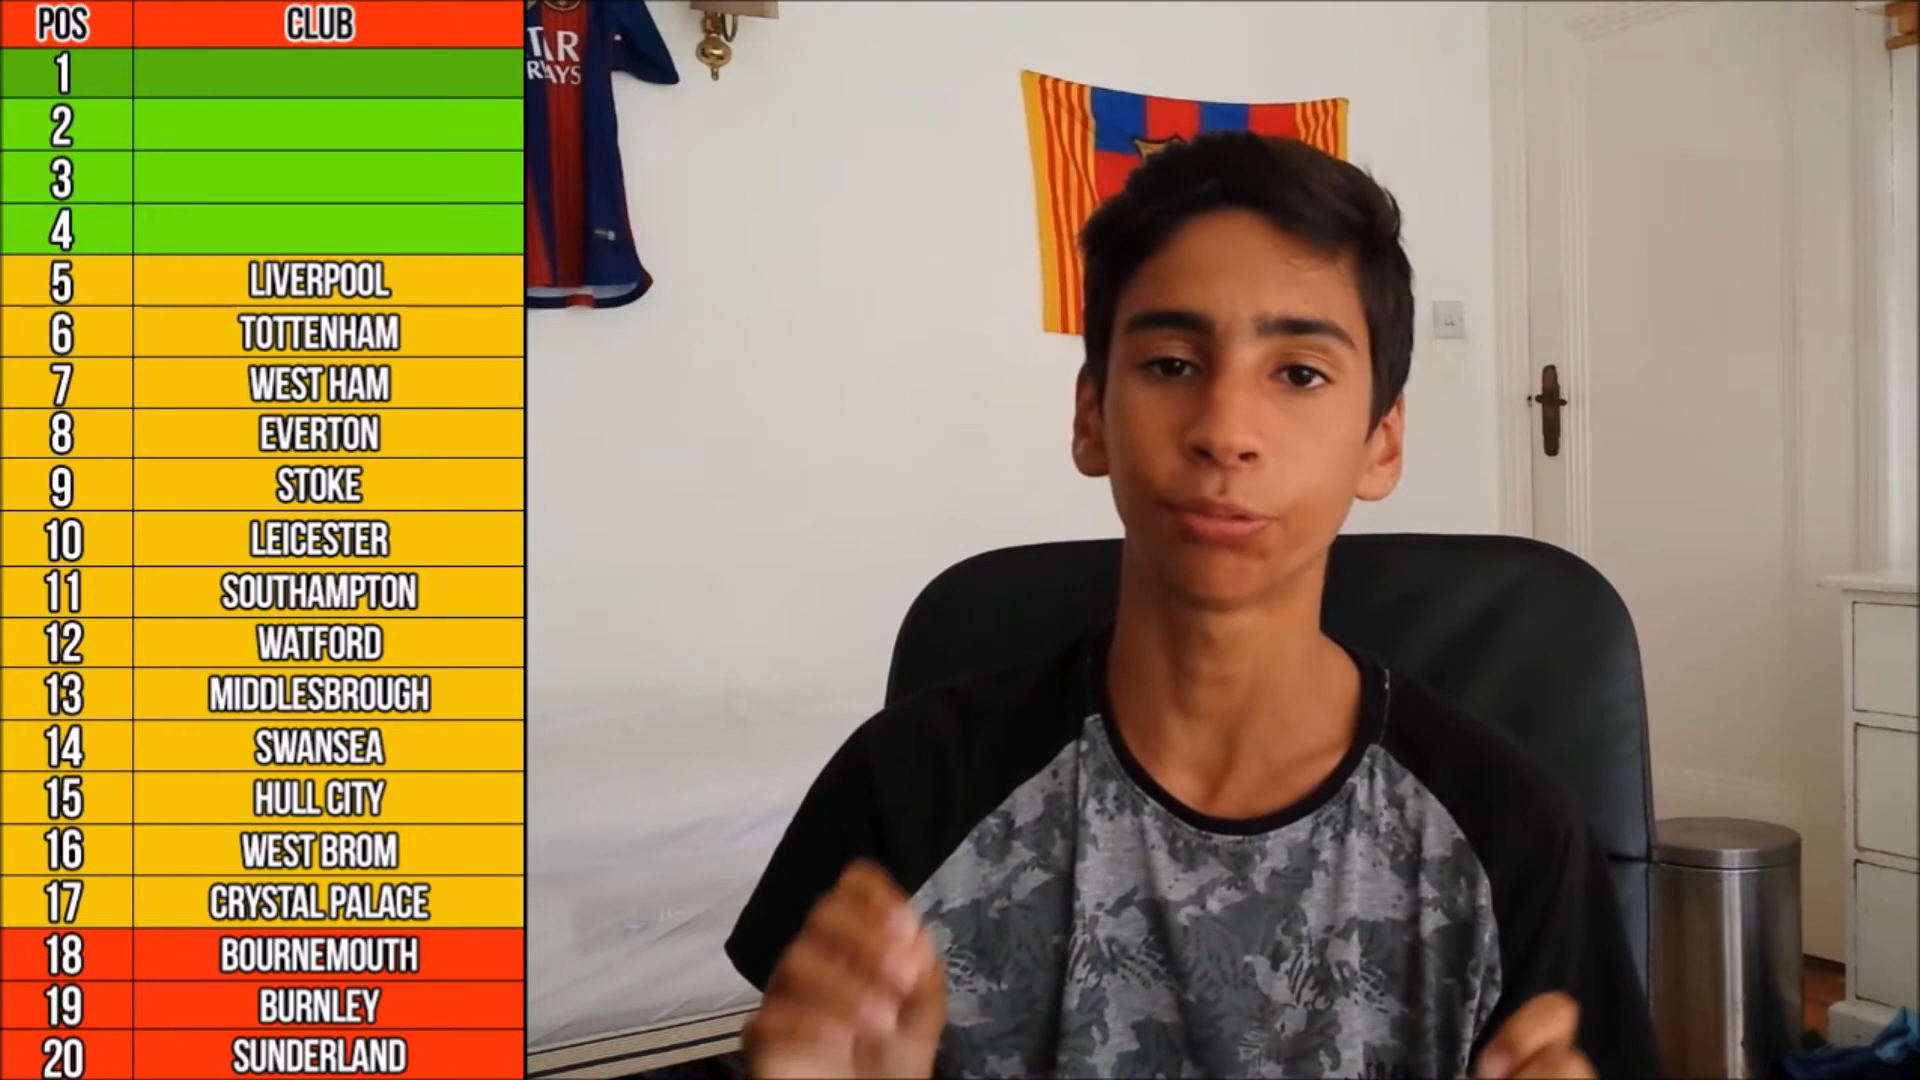 POS CLUB
1
2
3
4
5 LIVERPOOL
6 TOTTENHAM
7 WEST HAM
8 EVERTON
9 STOKE
10 LEICESTER
11 SOUTHAMPTON
12 WATFORD
13 MIDDLESBROUGH
14 SWANSEA
15 HULL CITY
16 WEST BROM
17 CRYSTAL PALACE
18 BOURNEMOUTH
19 BURNLEY
20 SUNDERLAND